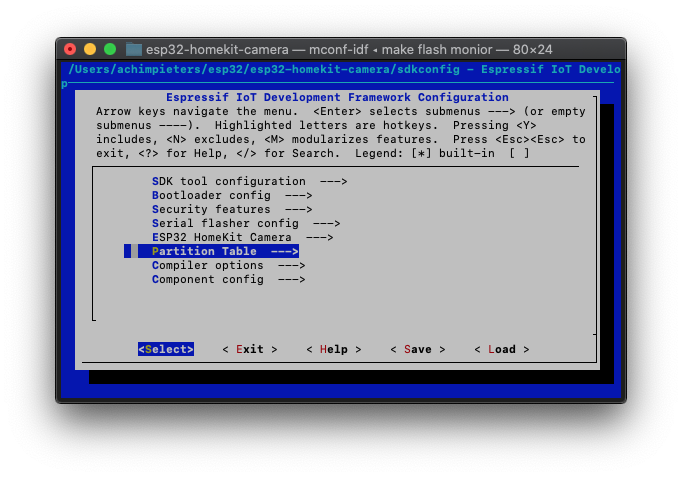 esp32-homekit-camera — mconf-idf ◂ make flash monior — 80×24
/Users/achimpieters/esp32/esp32-homekit-camera/sdkconfig - Espressif IoT Develo
p
Espressif IoT Development Framework Configuration
Arrow keys navigate the menu.  <Enter> selects submenus ---> (or empty
submenus ----).  Highlighted letters are hotkeys.  Pressing <Y>
includes, <N> excludes, <M> modularizes features.  Press <Esc><Esc> to
exit, <?> for Help, </> for Search.  Legend: [*] built-in  [ ]
SDK tool configuration  --->
Bootloader config  --->
Security features  --->
Serial flasher config  --->
ESP32 HomeKit Camera  --->
Partition Table  --->
Compiler options  --->
Component config  --->
<Select>    < Exit >    < Help >    < Save >    < Load >